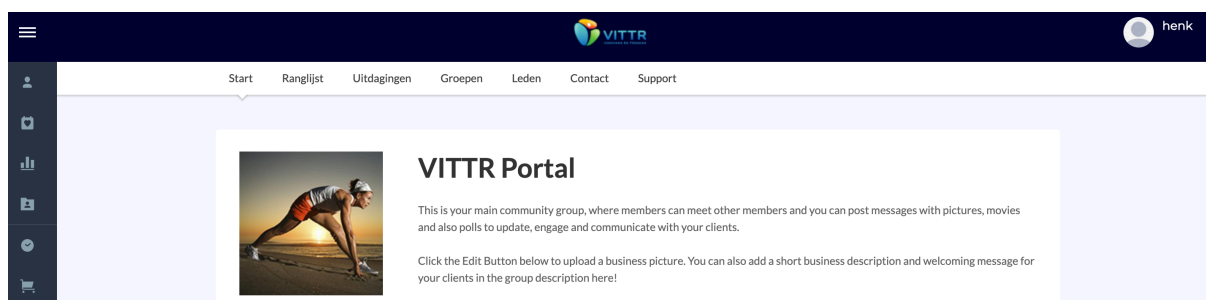 VITTR
henk
Start Ranglijst Uitdagingen Groepen Leden Contact Support
VITTR Portal
This is your main community group, where members can meet other members and you can post messages with pictures, movies
and also polls to update, engage and communicate with your clients.
Click the Edit Button below to upload a business picture. You can also add a short business description and welcoming message for
your clients in the group description here!